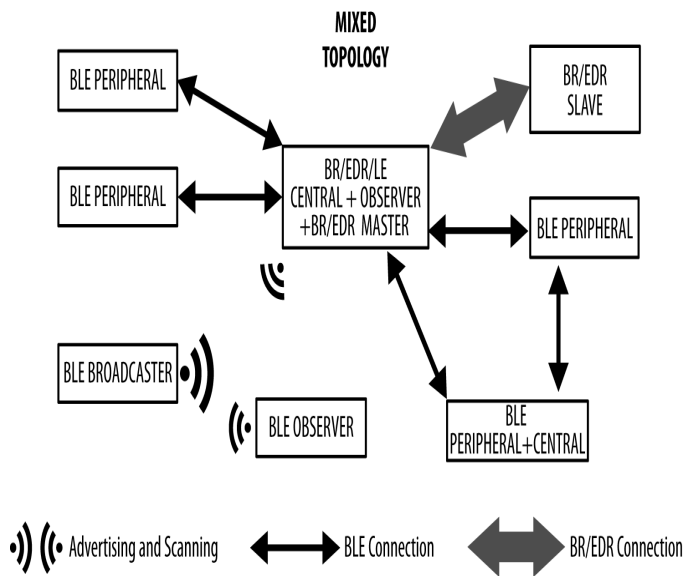 MIXED
TOPOLOGY
BLE PERIPHERAL
BR/EDR
SLAVE
BLE PERIPHERAL
BR/EDR/LE
CENTRAL + OBSERVER
+BR/EDR MASTER
BLE PERIPHERAL
BLE BROADCASTER
BLE OBSERVER
BLE
PERIPHERAL+CENTRAL
Advertising and Scanning
BLE Connection
BR/EDR Connection